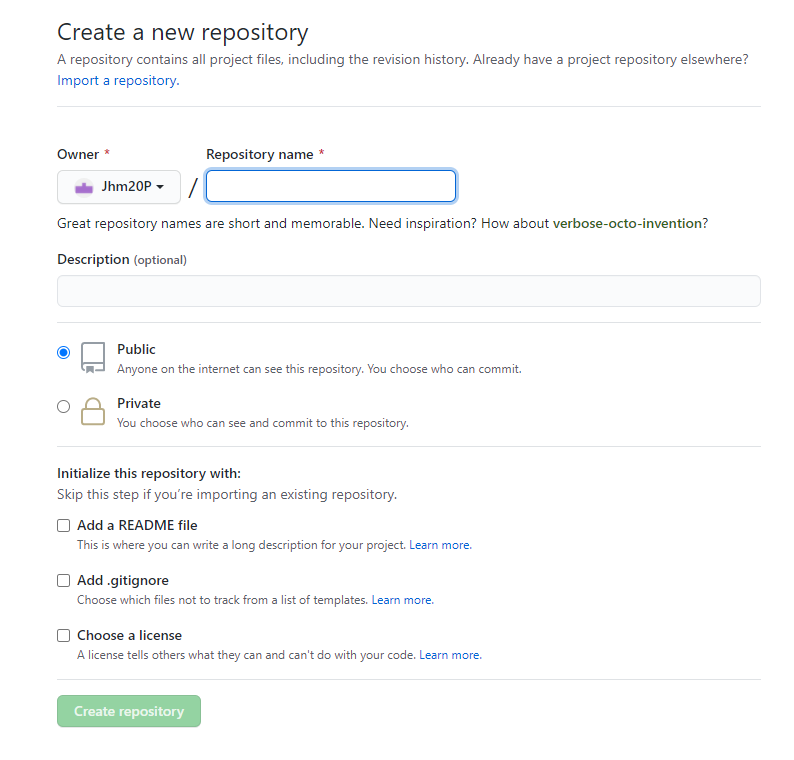 Create a new repository
A repository contains all project files, including the revision history. Already have a project repository elsewhere?
Import a repository.
Owner * Repository name *
Jhm20P /
Great repository names are short and memorable. Need inspiration? How about verbose-octo-invention?
Description (optional)
Public
Anyone on the internet can see this repository. You choose who can commit.
Private
You choose who can see and commit to this repository.
Initialize this repository with:
Skip this step if you’re importing an existing repository.
Add a README file
This is where you can write a long description for your project. Learn more.
Add .gitignore
Choose which files not to track from a list of templates. Learn more.
Choose a license
A license tells others what they can and can't do with your code. Learn more.
Create repository